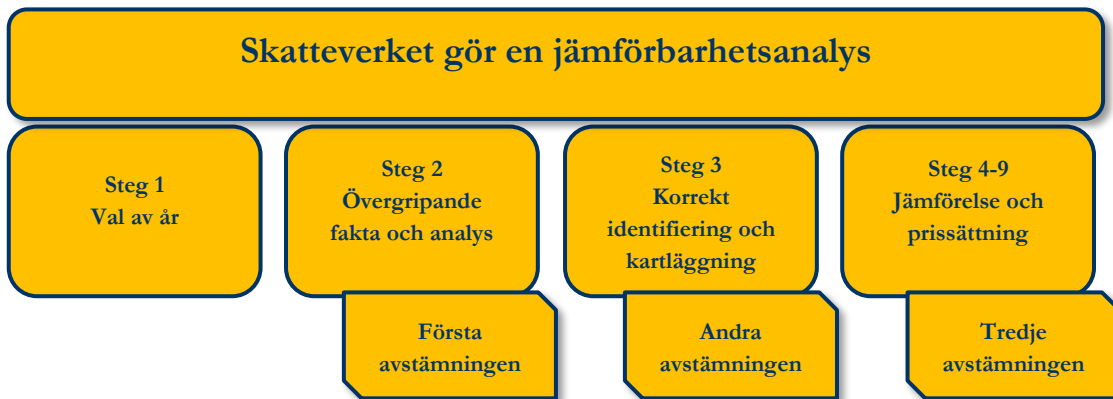 Skatteverket gör en jämförbarhetsanalys
Steg 1
Val av år
Steg 2
Övergripande
fakta och analys
Steg 3
Korrekt
identifiering och
kartläggning
Steg 4-9
Jämförelse och
prissättning
Första
avstämningen
Andra
avstämningen
Tredje
avstämningen